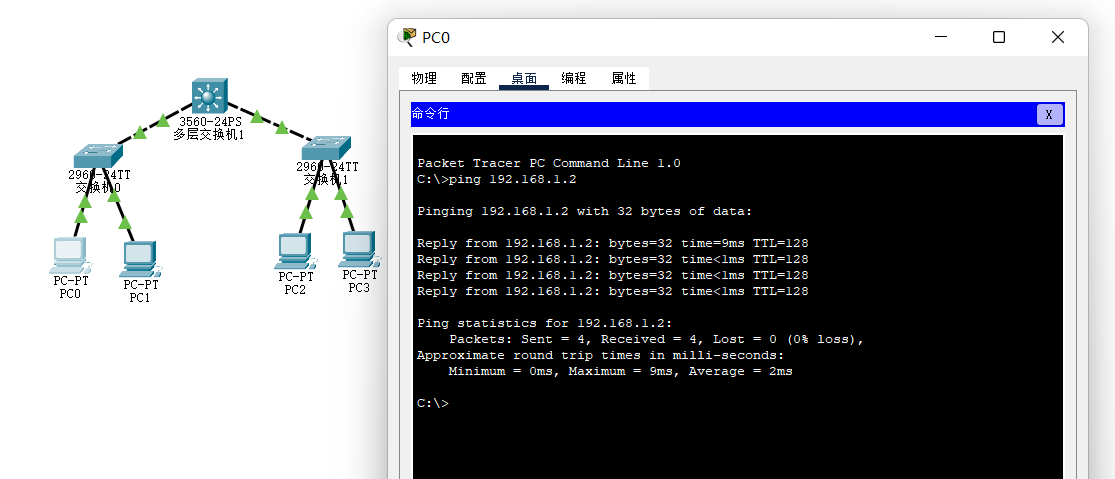 PC0
物理 配置 桌面 编程 属性
命令行
X
Packet Tracer PC Command Line 1.0
C:\>ping 192.168.1.2
Pinging 192.168.1.2 with 32 bytes of data:
Reply from 192.168.1.2: bytes=32 time=9ms TTL=128
Reply from 192.168.1.2: bytes=32 time<1ms TTL=128
Reply from 192.168.1.2: bytes=32 time<1ms TTL=128
Reply from 192.168.1.2: bytes=32 time<1ms TTL=128
Ping statistics for 192.168.1.2:
Packets: Sent = 4, Received = 4, Lost = 0 (0% loss),
Approximate round trip times in milli-seconds:
Minimum = 0ms, Maximum = 9ms, Average = 2ms
C:\>
3560-24PS
多层交换机1
2960-24TT
交换机0
2960-24TT
交换机1
PC-PT
PC0
PC-PT
PC1
PC-PT
PC2
PC-PT
PC3